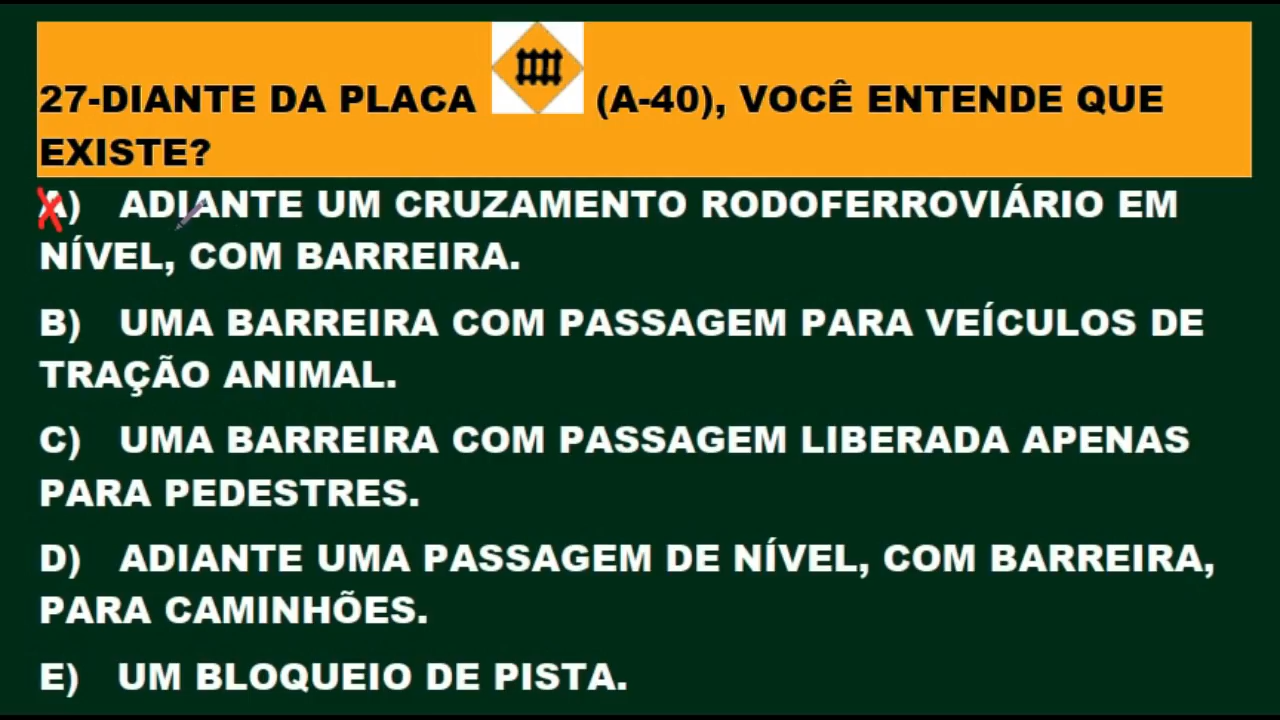 27-DIANTE DA PLACA (A-40), VOCÊ ENTENDE QUE
EXISTE?
A) ADIANTE UM CRUZAMENTO RODOFERROVIÁRIO EM
NÍVEL, COM BARREIRA.
B) UMA BARREIRA COM PASSAGEM PARA VEÍCULOS DE
TRAÇÃO ANIMAL.
C) UMA BARREIRA COM PASSAGEM LIBERADA APENAS
PARA PEDESTRES.
D) ADIANTE UMA PASSAGEM DE NÍVEL, COM BARREIRA,
PARA CAMINHÕES.
E) UM BLOQUEIO DE PISTA.